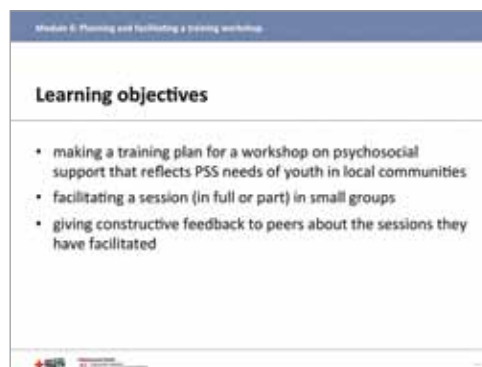 Planning and facilitating a training workshop
Learning objectives
• making a training plan for a workshop on psychosocial
support that reflects PSS needs of youth in local communities
• facilitating a session (in full or part) in small groups
• giving constructive feedback to peers about the sessions they
have facilitated